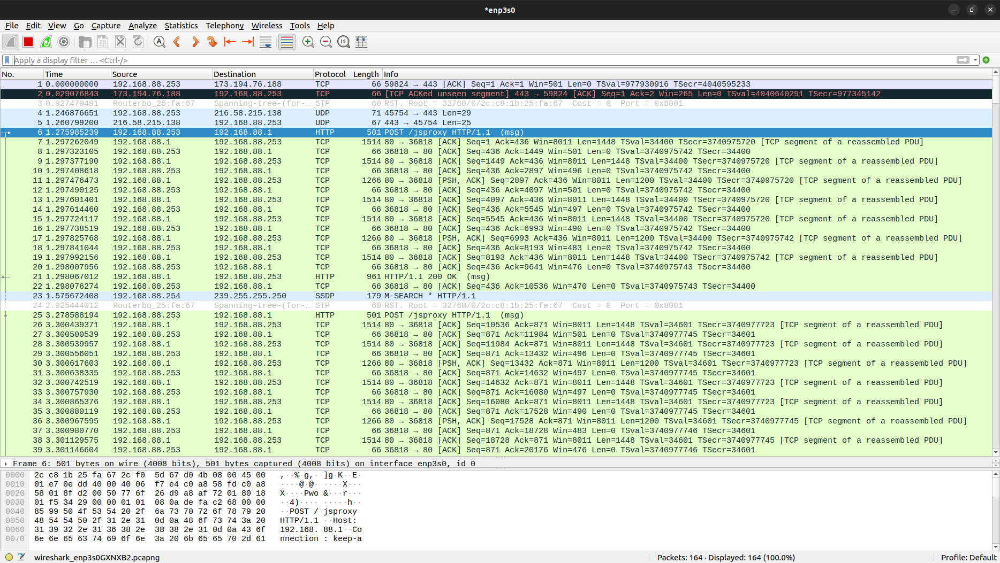 *enp3s0
File Edit View Go Capture Analyze Statistics Telephony Wireless Tools Help
Apply a display filter … <Ctrl-/>
No. Time Source Destination Protocol Length Info
1 0.000000000 192.168.88.253 173.194.76.188 TCP 66 59824 → 443 [ACK] Seq=1 Ack=1 Win=501 Len=0 TSval=977930916 TSecr=4040595233
2 0.029076843 173.194.76.188 192.168.88.253 TCP 66 [TCP ACKed unseen segment] 443 → 59824 [ACK] Seq=1 Ack=2 Win=265 Len=0 TSval=4040640291 TSecr=977345142
3 0.927470491 Routerbo_25:fa:67 Spanning-tree-(for-… STP 60 RST. Root = 32768/0/2c:c8:1b:25:fa:67 Cost = 0 Port = 0x8001
4 1.246876651 192.168.88.253 216.58.215.138 UDP 71 45754 → 443 Len=29
5 1.260799200 216.58.215.138 192.168.88.253 UDP 67 443 → 45754 Len=25
6 1.275985239 192.168.88.253 192.168.88.1 HTTP 501 POST /jsproxy HTTP/1.1 (msg)
7 1.297262049 192.168.88.1 192.168.88.253 TCP 1514 80 → 36818 [ACK] Seq=1 Ack=436 Win=8011 Len=1448 TSval=34400 TSecr=3740975720 [TCP segment of a reassembled PDU]
8 1.297323105 192.168.88.253 192.168.88.1 TCP 66 36818 → 80 [ACK] Seq=436 Ack=1449 Win=501 Len=0 TSval=3740975742 TSecr=34400
9 1.297377190 192.168.88.1 192.168.88.253 TCP 1514 80 → 36818 [ACK] Seq=1449 Ack=436 Win=8011 Len=1448 TSval=34400 TSecr=3740975720 [TCP segment of a reassembled PDU]
10 1.297408618 192.168.88.253 192.168.88.1 TCP 66 36818 → 80 [ACK] Seq=436 Ack=2897 Win=496 Len=0 TSval=3740975742 TSecr=34400
11 1.297476473 192.168.88.1 192.168.88.253 TCP 1266 80 → 36818 [PSH, ACK] Seq=2897 Ack=436 Win=8011 Len=1200 TSval=34400 TSecr=3740975720 [TCP segment of a reassembled PDU]
12 1.297490125 192.168.88.253 192.168.88.1 TCP 66 36818 → 80 [ACK] Seq=436 Ack=4097 Win=501 Len=0 TSval=3740975742 TSecr=34400
13 1.297601401 192.168.88.1 192.168.88.253 TCP 1514 80 → 36818 [ACK] Seq=4097 Ack=436 Win=8011 Len=1448 TSval=34400 TSecr=3740975720 [TCP segment of a reassembled PDU]
14 1.297614460 192.168.88.253 192.168.88.1 TCP 66 36818 → 80 [ACK] Seq=436 Ack=5545 Win=497 Len=0 TSval=3740975742 TSecr=34400
15 1.297724117 192.168.88.1 192.168.88.253 TCP 1514 80 → 36818 [ACK] Seq=5545 Ack=436 Win=8011 Len=1448 TSval=34400 TSecr=3740975720 [TCP segment of a reassembled PDU]
16 1.297738519 192.168.88.253 192.168.88.1 TCP 66 36818 → 80 [ACK] Seq=436 Ack=6993 Win=490 Len=0 TSval=3740975742 TSecr=34400
17 1.297825768 192.168.88.1 192.168.88.253 TCP 1266 80 → 36818 [PSH, ACK] Seq=6993 Ack=436 Win=8011 Len=1200 TSval=34400 TSecr=3740975742 [TCP segment of a reassembled PDU]
18 1.297841044 192.168.88.253 192.168.88.1 TCP 66 36818 → 80 [ACK] Seq=436 Ack=8193 Win=483 Len=0 TSval=3740975742 TSecr=34400
19 1.297992156 192.168.88.1 192.168.88.253 TCP 1514 80 → 36818 [ACK] Seq=8193 Ack=436 Win=8011 Len=1448 TSval=34400 TSecr=3740975742 [TCP segment of a reassembled PDU]
20 1.298007956 192.168.88.253 192.168.88.1 TCP 66 36818 → 80 [ACK] Seq=436 Ack=9641 Win=476 Len=0 TSval=3740975743 TSecr=34400
21 1.298067012 192.168.88.1 192.168.88.253 HTTP 961 HTTP/1.1 200 OK (msg)
22 1.298076274 192.168.88.253 192.168.88.1 TCP 66 36818 → 80 [ACK] Seq=436 Ack=10536 Win=470 Len=0 TSval=3740975743 TSecr=34400
23 1.575672408 192.168.88.254 239.255.255.250 SSDP 179 M-SEARCH * HTTP/1.1
24 2.925444012 Routerbo_25:fa:67 Spanning-tree-(for-… STP 60 RST. Root = 32768/0/2c:c8:1b:25:fa:67 Cost = 0 Port = 0x8001
25 3.278588194 192.168.88.253 192.168.88.1 HTTP 501 POST /jsproxy HTTP/1.1 (msg)
26 3.300439371 192.168.88.1 192.168.88.253 TCP 1514 80 → 36818 [ACK] Seq=10536 Ack=871 Win=8011 Len=1448 TSval=34601 TSecr=3740977723 [TCP segment of a reassembled PDU]
27 3.300500539 192.168.88.253 192.168.88.1 TCP 66 36818 → 80 [ACK] Seq=871 Ack=11984 Win=501 Len=0 TSval=3740977745 TSecr=34601
28 3.300539957 192.168.88.1 192.168.88.253 TCP 1514 80 → 36818 [ACK] Seq=11984 Ack=871 Win=8011 Len=1448 TSval=34601 TSecr=3740977723 [TCP segment of a reassembled PDU]
29 3.300556051 192.168.88.253 192.168.88.1 TCP 66 36818 → 80 [ACK] Seq=871 Ack=13432 Win=496 Len=0 TSval=3740977745 TSecr=34601
30 3.300617603 192.168.88.1 192.168.88.253 TCP 1266 80 → 36818 [PSH, ACK] Seq=13432 Ack=871 Win=8011 Len=1200 TSval=34601 TSecr=3740977723 [TCP segment of a reassembled PDU]
31 3.300638335 192.168.88.253 192.168.88.1 TCP 66 36818 → 80 [ACK] Seq=871 Ack=14632 Win=497 Len=0 TSval=3740977745 TSecr=34601
32 3.300742519 192.168.88.1 192.168.88.253 TCP 1514 80 → 36818 [ACK] Seq=14632 Ack=871 Win=8011 Len=1448 TSval=34601 TSecr=3740977723 [TCP segment of a reassembled PDU]
33 3.300757930 192.168.88.253 192.168.88.1 TCP 66 36818 → 80 [ACK] Seq=871 Ack=16080 Win=497 Len=0 TSval=3740977745 TSecr=34601
34 3.300865376 192.168.88.1 192.168.88.253 TCP 1514 80 → 36818 [ACK] Seq=16080 Ack=871 Win=8011 Len=1448 TSval=34601 TSecr=3740977723 [TCP segment of a reassembled PDU]
35 3.300880119 192.168.88.253 192.168.88.1 TCP 66 36818 → 80 [ACK] Seq=871 Ack=17528 Win=490 Len=0 TSval=3740977745 TSecr=34601
36 3.300967595 192.168.88.1 192.168.88.253 TCP 1266 80 → 36818 [PSH, ACK] Seq=17528 Ack=871 Win=8011 Len=1200 TSval=34601 TSecr=3740977745 [TCP segment of a reassembled PDU]
37 3.300980770 192.168.88.253 192.168.88.1 TCP 66 36818 → 80 [ACK] Seq=871 Ack=18728 Win=483 Len=0 TSval=3740977746 TSecr=34601
38 3.301129575 192.168.88.1 192.168.88.253 TCP 1514 80 → 36818 [ACK] Seq=18728 Ack=871 Win=8011 Len=1448 TSval=34601 TSecr=3740977745 [TCP segment of a reassembled PDU]
39 3.301146604 192.168.88.253 192.168.88.1 TCP 66 36818 → 80 [ACK] Seq=871 Ack=20176 Win=476 Len=0 TSval=3740977746 TSecr=34601
Frame 6: 501 bytes on wire (4008 bits), 501 bytes captured (4008 bits) on interface enp3s0, id 0
0000 2c c8 1b 25 fa 67 2c f0 5d 67 d0 4b 08 00 45 00 ,··%·g,· ]g·K··E·
0010 01 e7 0e dd 40 00 40 06 f7 e4 c0 a8 58 fd c0 a8 ····@·@· ····X···
0020 58 01 8f d2 00 50 77 6f 26 d9 a8 af 72 01 80 18 X····Pwo &···r···
0030 01 f5 34 29 00 00 01 01 08 0a de fa c2 68 00 00 ··4)···· ·····h··
0040 85 99 50 4f 53 54 20 2f 6a 73 70 72 6f 78 79 20 ··POST / jsproxy
0050 48 54 54 50 2f 31 2e 31 0d 0a 48 6f 73 74 3a 20 HTTP/1.1 ··Host:
0060 31 39 32 2e 31 36 38 2e 38 38 2e 31 0d 0a 43 6f 192.168. 88.1··Co
0070 6e 6e 65 63 74 69 6f 6e 3a 20 6b 65 65 70 2d 61 nnection : keep-a
wireshark_enp3s0GXNXB2.pcapng Packets: 164 · Displayed: 164 (100.0%) Profile: Default